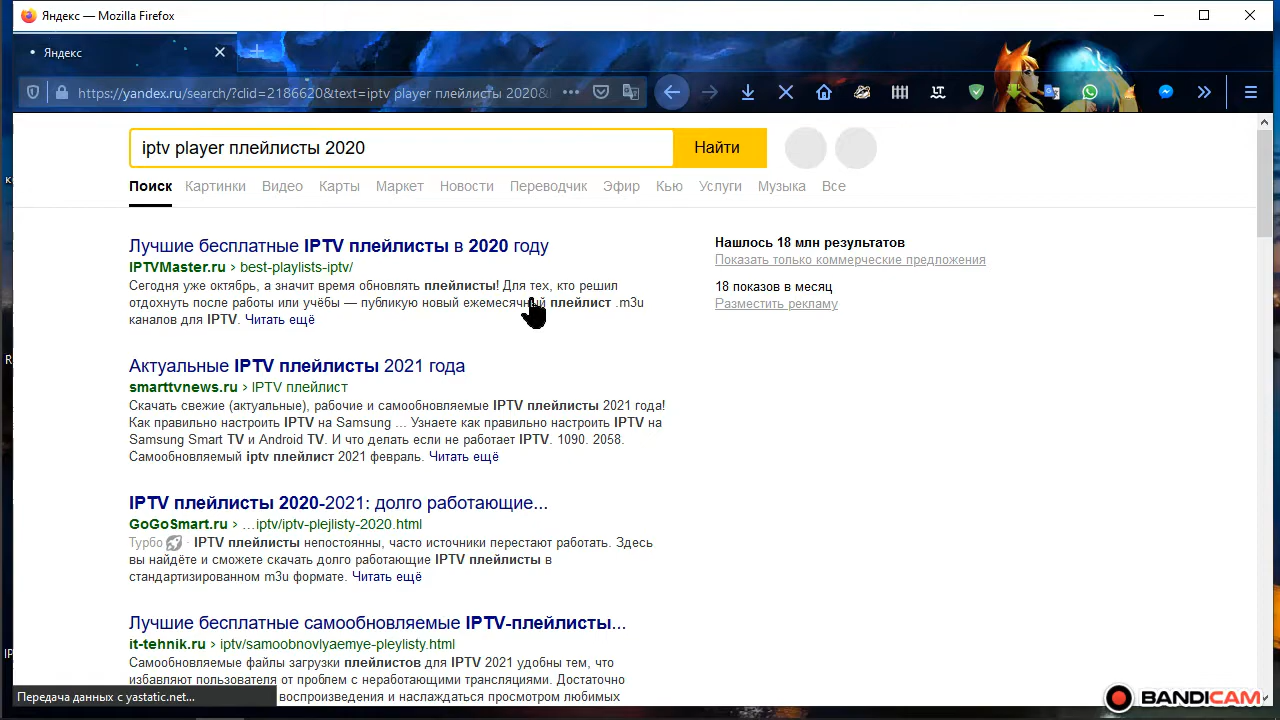 Яндекс — Mozilla Firefox
Яндекс
https://yandex.ru/search/?clid=2186620&text=iptv player плейлисты 2020&
iptv player плейлисты 2020
Найти
Поиск Картинки Видео Карты Маркет Новости Переводчик Эфир Кью Услуги Музыка Все
Лучшие бесплатные IPTV плейлисты в 2020 году
IPTVMaster.ru › best-playlists-iptv/
Сегодня уже октябрь, а значит время обновлять плейлисты! Для тех, кто решил
отдохнуть после работы или учёбы — публикую новый ежемесячный плейлист .m3u
каналов для IPTV. Читать ещё
Нашлось 18 млн результатов
Показать только коммерческие предложения
18 показов в месяц
Разместить рекламу
Актуальные IPTV плейлисты 2021 года
smarttvnews.ru › IPTV плейлист
Скачать свежие (актуальные), рабочие и самообновляемые IPTV плейлисты 2021 года!
Как правильно настроить IPTV на Samsung ... Узнаете как правильно настроить IPTV на
Samsung Smart TV и Android TV. И что делать если не работает IPTV. 1090. 2058.
Самообновляемый iptv плейлист 2021 февраль. Читать ещё
IPTV плейлисты 2020-2021: долго работающие...
GoGoSmart.ru › ...iptv/iptv-plejlisty-2020.html
Турбо · IPTV плейлисты непостоянны, часто источники перестают работать. Здесь
вы найдёте и сможете скачать долго работающие IPTV плейлисты в
стандартизированном m3u формате. Читать ещё
Лучшие бесплатные самообновляемые IPTV-плейлисты...
it-tehnik.ru › iptv/samoobnovlyaemye-pleylisty.html
Самообновляемые файлы загрузки плейлистов для IPTV 2021 удобны тем, что
избавляют пользователя от проблем с неработающими трансляциями. Достаточно
воспроизведения и наслаждаться просмотром любимых
Передача данных с yastatic.net...
BANDICAM